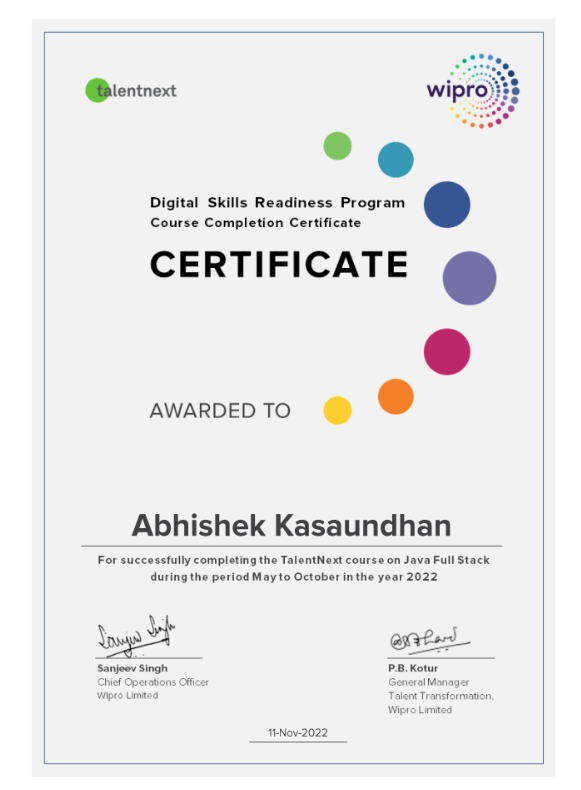 talentnext
wipro
Digital Skills Readiness Program
Course Completion Certificate
CERTIFICATE
AWARDED TO
Abhishek Kasaundhan
For successfully completing the TalentNext course on Java Full Stack
during the period May to October in the year 2022
Sanjeev Singh
Sanjeev Singh
Chief Operations Officer
Wipro Limited
P.B. Kotur
General Manager
Talent Transformation,
Wipro Limited
11-Nov-2022